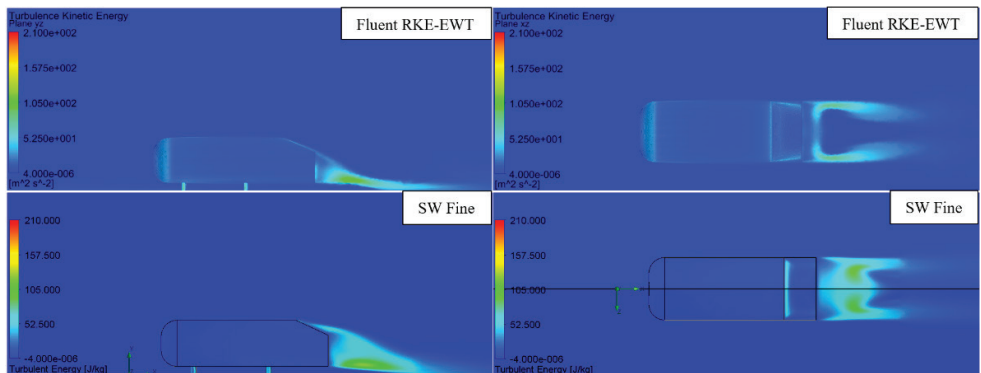 Turbulence Kinetic Energy
Plane yz
2.100e+002
1.575e+002
1.050e+002
5.250e+001
4.000e-006
[m^2 s^-2]
Fluent RKE-EWT
Turbulence Kinetic Energy
Plane xz
2.100e+002
1.575e+002
1.050e+002
5.250e+001
4.000e-006
[m^2 s^-2]
Fluent RKE-EWT
210.000
157.500
105.000
52.500
-4.000e-006
Turbulent Energy [J/kg]
SW Fine
210.000
157.500
105.000
52.500
-4.000e-006
Turbulent Energy [J/kg]
SW Fine